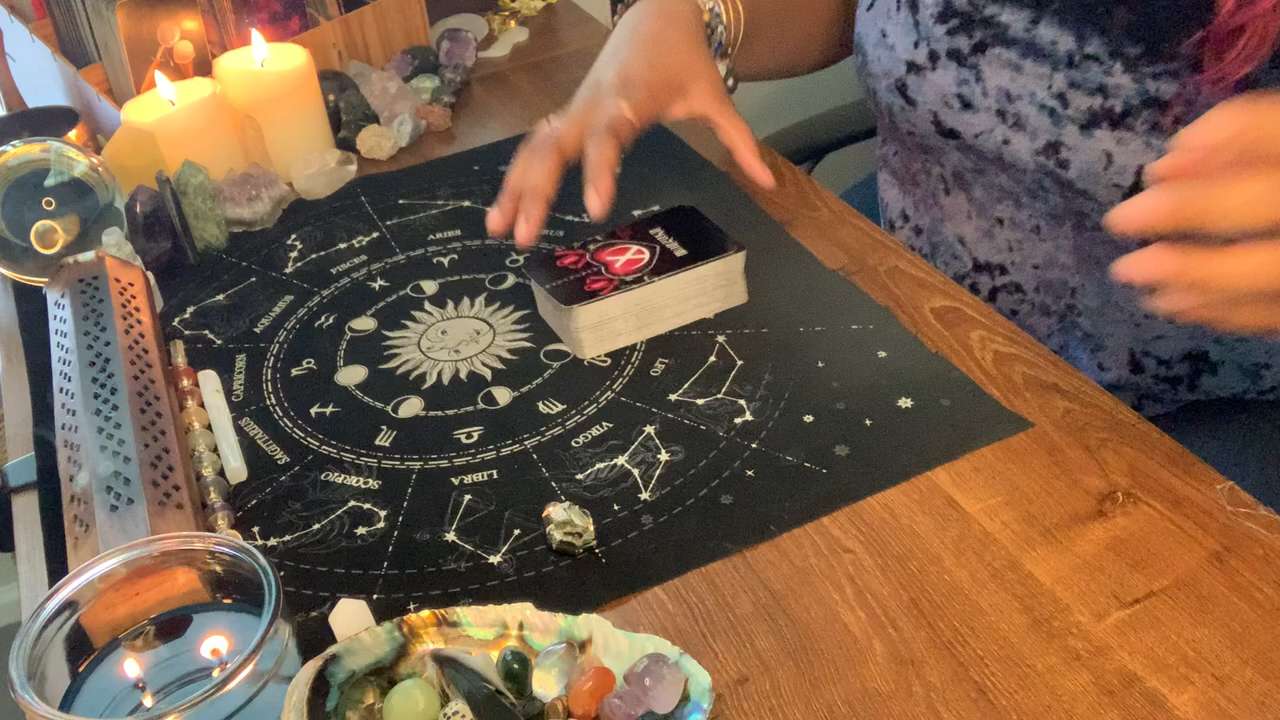 ARIES
PISCES
AQUARIUS
CAPRICORN
SAGITTARIUS
SCORPIO
LIBRA
VIRGO
LEO
X